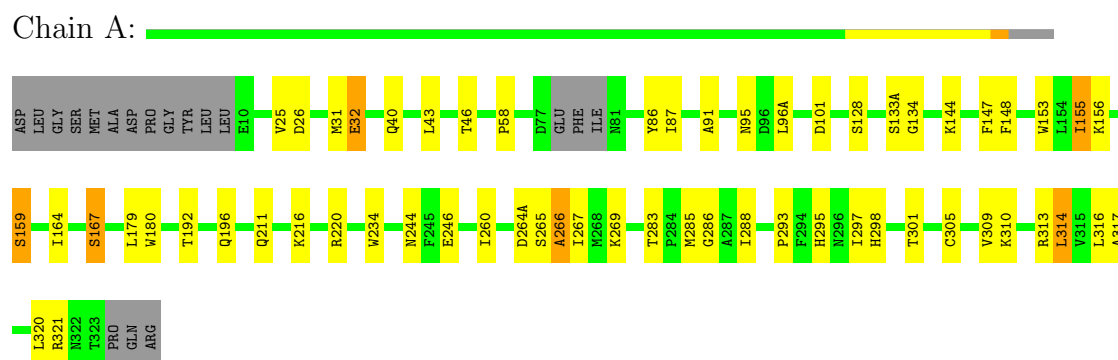 Chain A:
ASP LEU GLY SER MET ALA ASP PRO GLY TYR LEU LEU E10 V25 D26 M31 E32 Q40 L43 T46 P58 D77 GLU PHE ILE N81 Y86 I87 A91 N95 D96 L96A D101 S128 S133A G134 K144 F147 F148 W153 L154 I155 K156
S159 I164 S167 L179 W180 T192 Q196 Q211 K216 R220 W234 N244 F245 E246 I260 D264A S265 A266 I267 M268 K269 T283 P284 M285 G286 A287 I288 P293 F294 H295 N296 I297 H298 T301 C305 V309 K310 R313 L314 V315 L316 A317
L320 R321 N322 T323 PRO GLN ARG